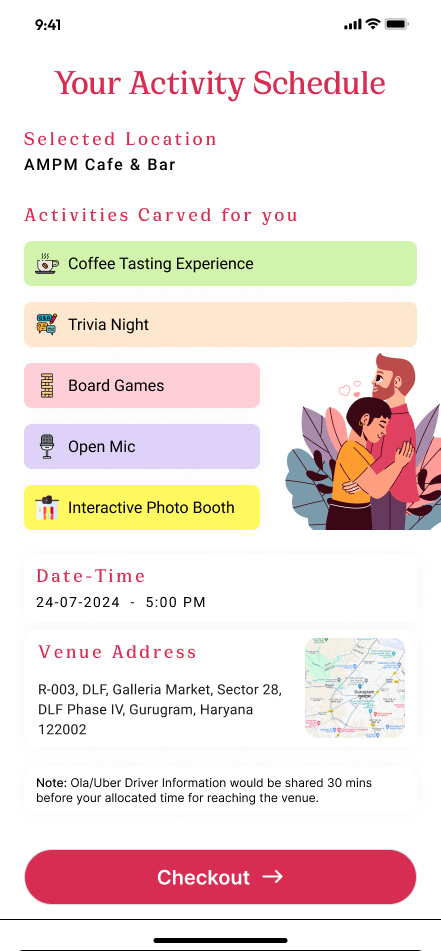 9:41
Your Activity Schedule
Selected Location
AMPM Cafe & Bar
Activities Carved for you
Coffee Tasting Experience
Trivia Night
Board Games
Open Mic
Interactive Photo Booth
Date-Time
24-07-2024 - 5:00 PM
Venue Address
R-003, DLF, Galleria Market, Sector 28,
DLF Phase IV, Gurugram, Haryana
122002
Gurugram
Note: Ola/Uber Driver Information would be shared 30 mins
before your allocated time for reaching the venue.
Checkout →